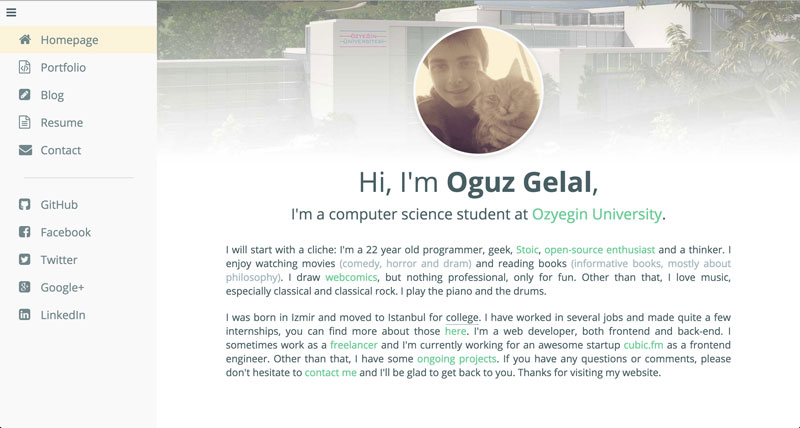 Homepage
Portfolio
Blog
Resume
Contact
GitHub
Facebook
Twitter
Google+
LinkedIn
OZYEGIN
UNIVERSITESI
Hi, I'm Oguz Gelal,
I'm a computer science student at Ozyegin University.
I will start with a cliche: I'm a 22 year old programmer, geek, Stoic, open-source enthusiast and a thinker. I
enjoy watching movies (comedy, horror and dram) and reading books (informative books, mostly about
philosophy). I draw webcomics, but nothing professional, only for fun. Other than that, I love music,
especially classical and classical rock. I play the piano and the drums.
I was born in Izmir and moved to Istanbul for college. I have worked in several jobs and made quite a few
internships, you can find more about those here. I'm a web developer, both frontend and back-end. I
sometimes work as a freelancer and I'm currently working for an awesome startup cubic.fm as a frontend
engineer. Other than that, I have some ongoing projects. If you have any questions or comments, please
don't hesitate to contact me and I'll be glad to get back to you. Thanks for visiting my website.